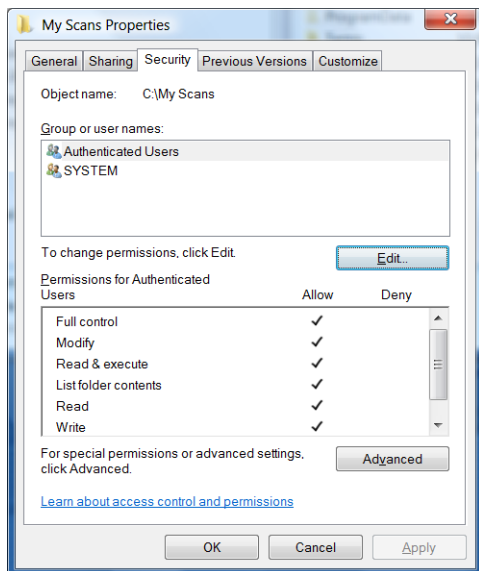 My Scans Properties
General Sharing Security Previous Versions Customize
Object name: C:\My Scans
Group or user names:
Authenticated Users
SYSTEM
To change permissions, click Edit.
Edit...
Permissions for Authenticated
Users Allow Deny
Full control
Modify
Read & execute
List folder contents
Read
Write
For special permissions or advanced settings,
click Advanced.
Advanced
Learn about access control and permissions
OK Cancel Apply